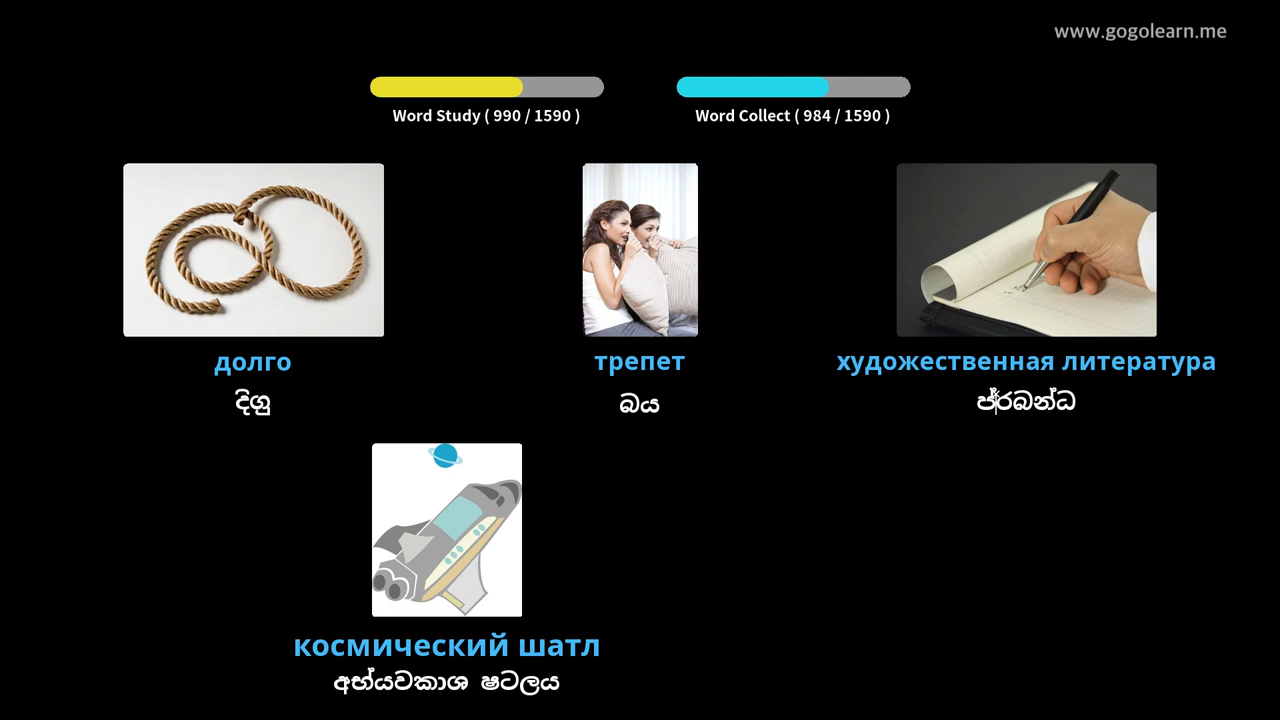 www.gogolearn.me
Word Study ( 990 / 1590 )
Word Collect ( 984 / 1590 )
долго
трепет
художественная литература
දිගු
බය
ප්රබන්ධ
космический шатл
අභ්යවකාශ ෂටලය